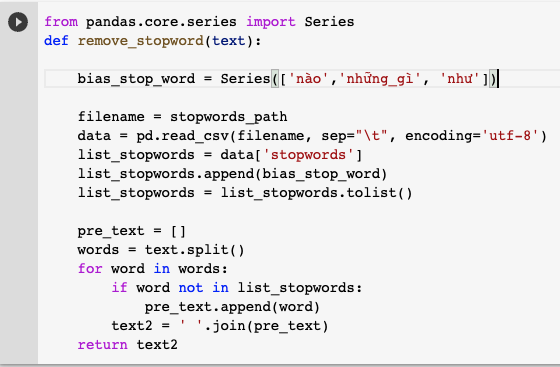 from pandas.core.series import Series
def remove_stopword(text):
    bias_stop_word = Series(['nào','những_gì', 'như'])
    filename = stopwords_path
    data = pd.read_csv(filename, sep="\t", encoding='utf-8')
    list_stopwords = data['stopwords']
    list_stopwords.append(bias_stop_word)
    list_stopwords = list_stopwords.tolist()
    pre_text = []
    words = text.split()
    for word in words:
        if word not in list_stopwords:
            pre_text.append(word)
        text2 = ' '.join(pre_text)
    return text2